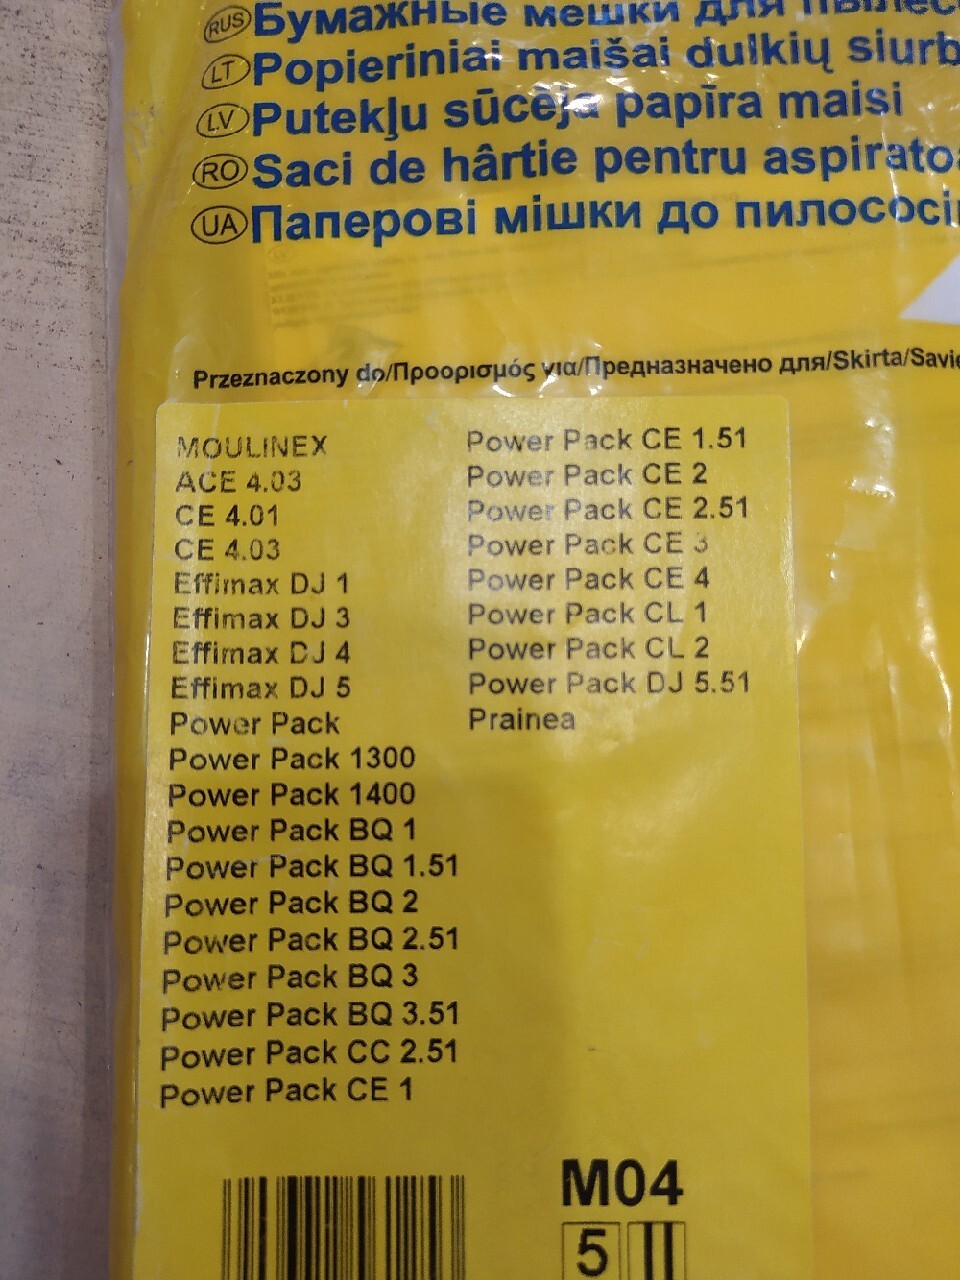 RUS Бумажные мешки для
LT Popieriniai maišai dulkių
LV Putekļu sūcēja papīra maisi
RO Saci de hârtie pentru
UA Паперові мішки до
Przeznaczony do/Προορισμός για/Предназначено для/Skirta/
MOULINEX
ACE 4.03
CE 4.01
CE 4.03
Effimax DJ 1
Effimax DJ 3
Effimax DJ 4
Effimax DJ 5
Power Pack
Power Pack 1300
Power Pack 1400
Power Pack BQ 1
Power Pack BQ 1.51
Power Pack BQ 2
Power Pack BQ 2.51
Power Pack BQ 3
Power Pack BQ 3.51
Power Pack CC 2.51
Power Pack CE 1
Power Pack CE 1.51
Power Pack CE 2
Power Pack CE 2.51
Power Pack CE 3
Power Pack CE 4
Power Pack CL 1
Power Pack CL 2
Power Pack DJ 5.51
Prainea
M04
5